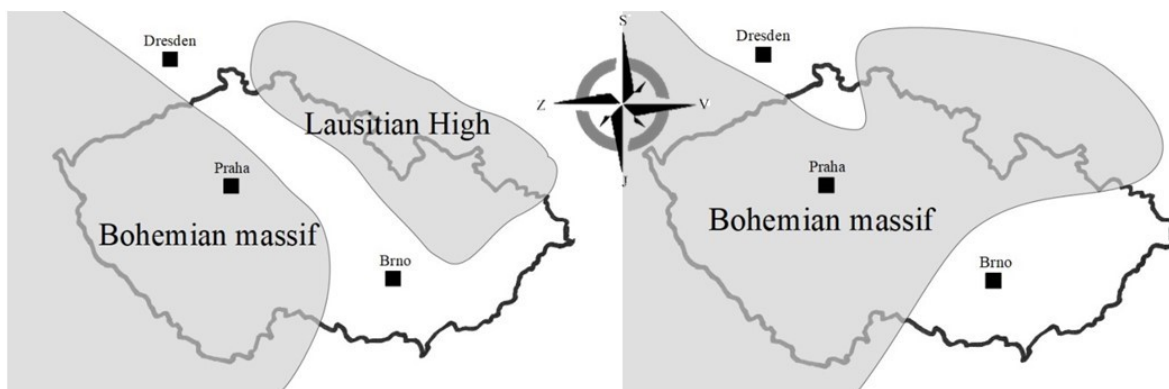 Dresden
Lausitian High
Praha
Bohemian massif
Brno
S
Z
V
J
Dresden
Praha
Bohemian massif
Brno